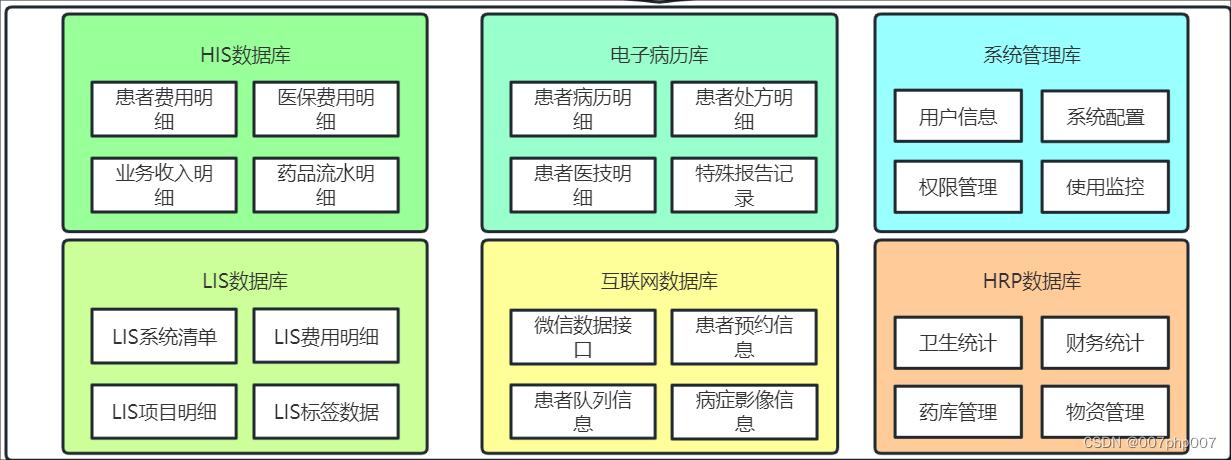 HIS数据库
患者费用明
细
医保费用明
细
业务收入明
细
药品流水明
细
电子病历库
患者病历明
细
患者处方明
细
患者医技明
细
特殊报告记
录
系统管理库
用户信息
系统配置
权限管理
使用监控
LIS数据库
LIS系统清单
LIS费用明细
LIS项目明细
LIS标签数据
互联网数据库
微信数据接
口
患者预约信
息
患者队列信
息
病症影像信
息
HRP数据库
卫生统计
财务统计
药库管理
物资管理
CSDN @007php007